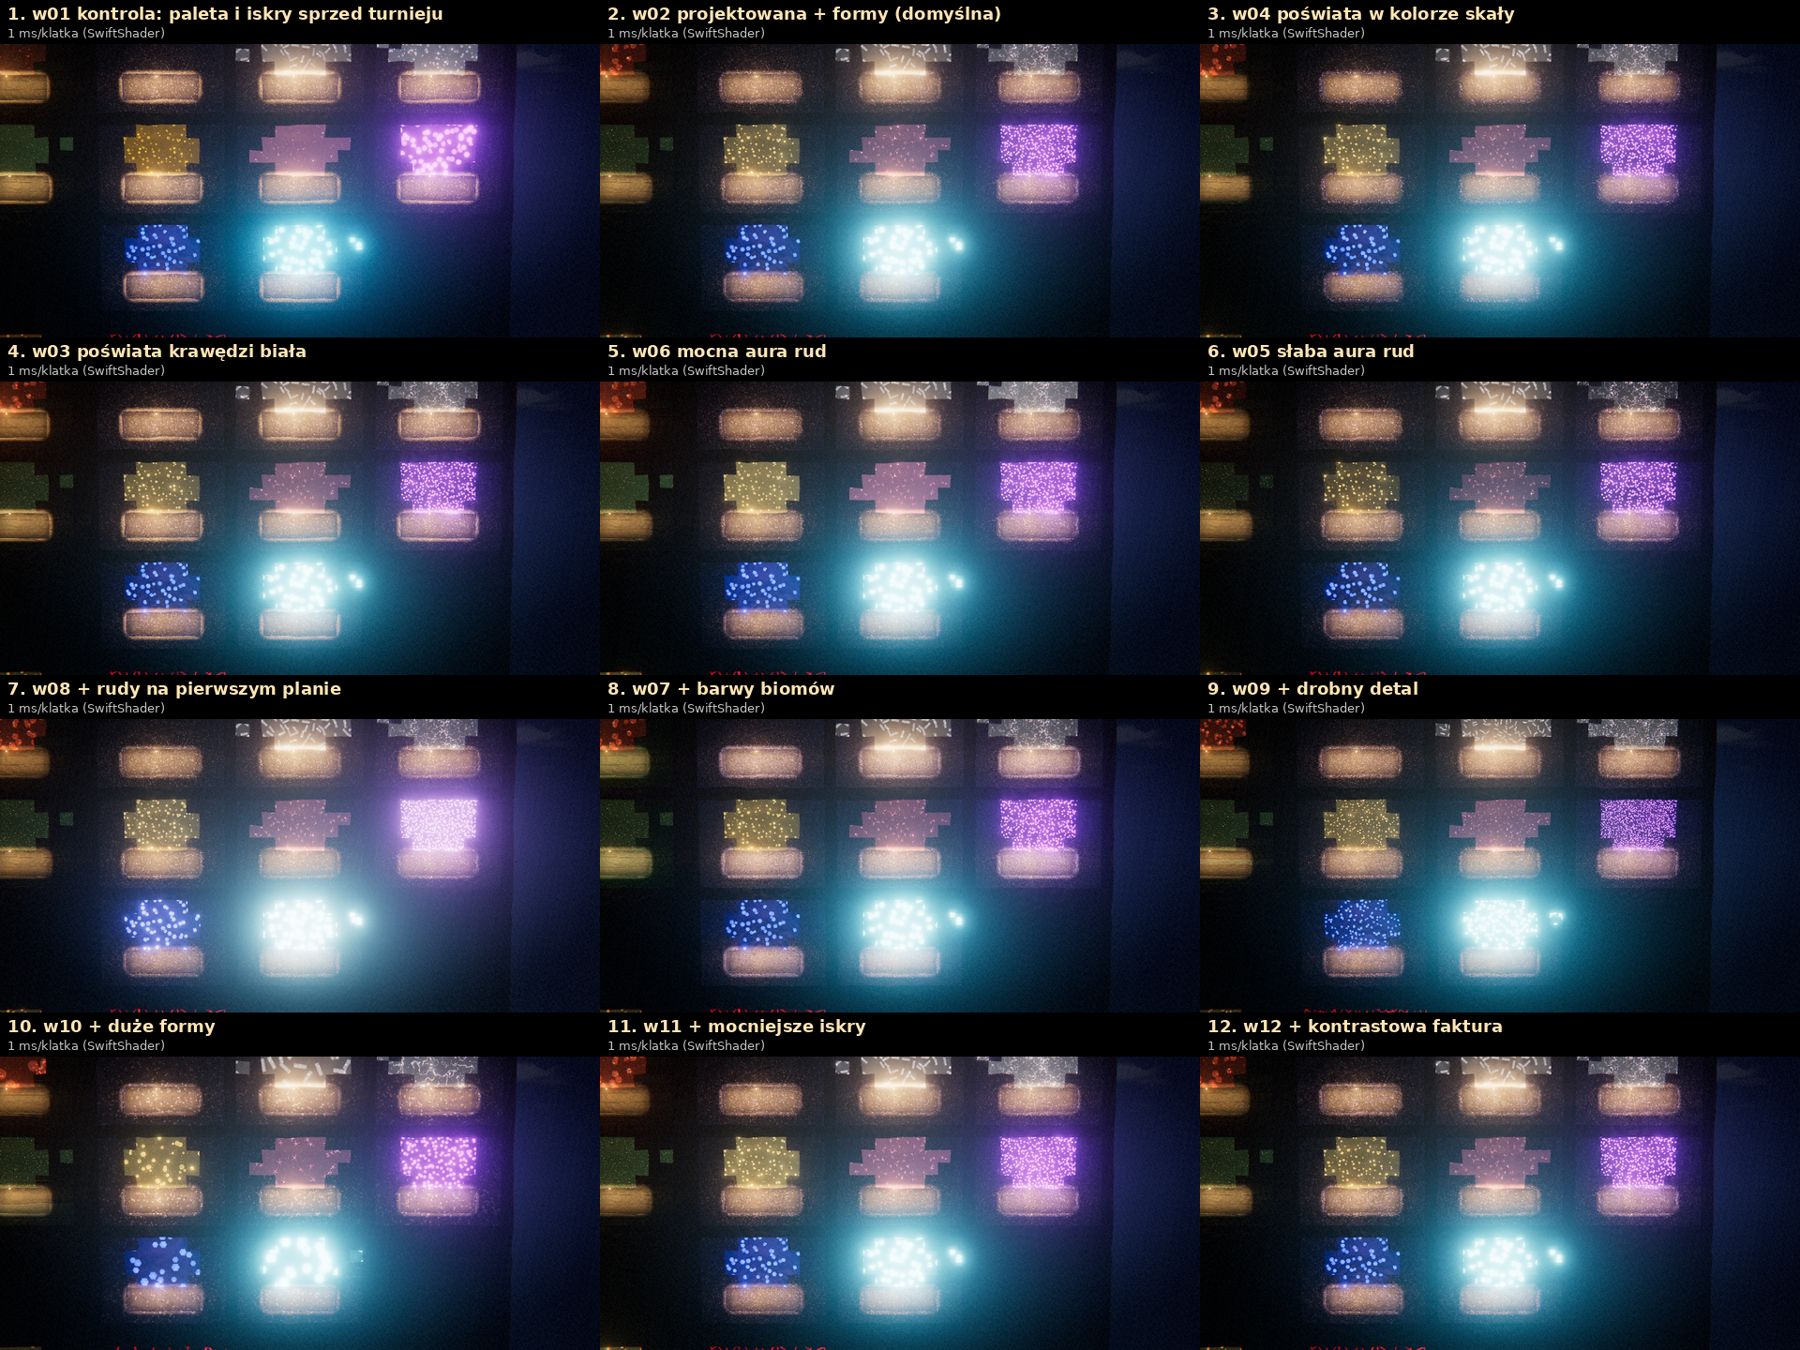 1. w01 kontrola: paleta i iskry sprzed turnieju
1 ms/klatka (SwiftShader)
2. w02 projektowana + formy (domyślna)
1 ms/klatka (SwiftShader)
3. w04 poświata w kolorze skały
1 ms/klatka (SwiftShader)
4. w03 poświata krawędzi biała
1 ms/klatka (SwiftShader)
5. w06 mocna aura rud
1 ms/klatka (SwiftShader)
6. w05 słaba aura rud
1 ms/klatka (SwiftShader)
7. w08 + rudy na pierwszym planie
1 ms/klatka (SwiftShader)
8. w07 + barwy biomów
1 ms/klatka (SwiftShader)
9. w09 + drobny detal
1 ms/klatka (SwiftShader)
10. w10 + duże formy
1 ms/klatka (SwiftShader)
11. w11 + mocniejsze iskry
1 ms/klatka (SwiftShader)
12. w12 + kontrastowa faktura
1 ms/klatka (SwiftShader)